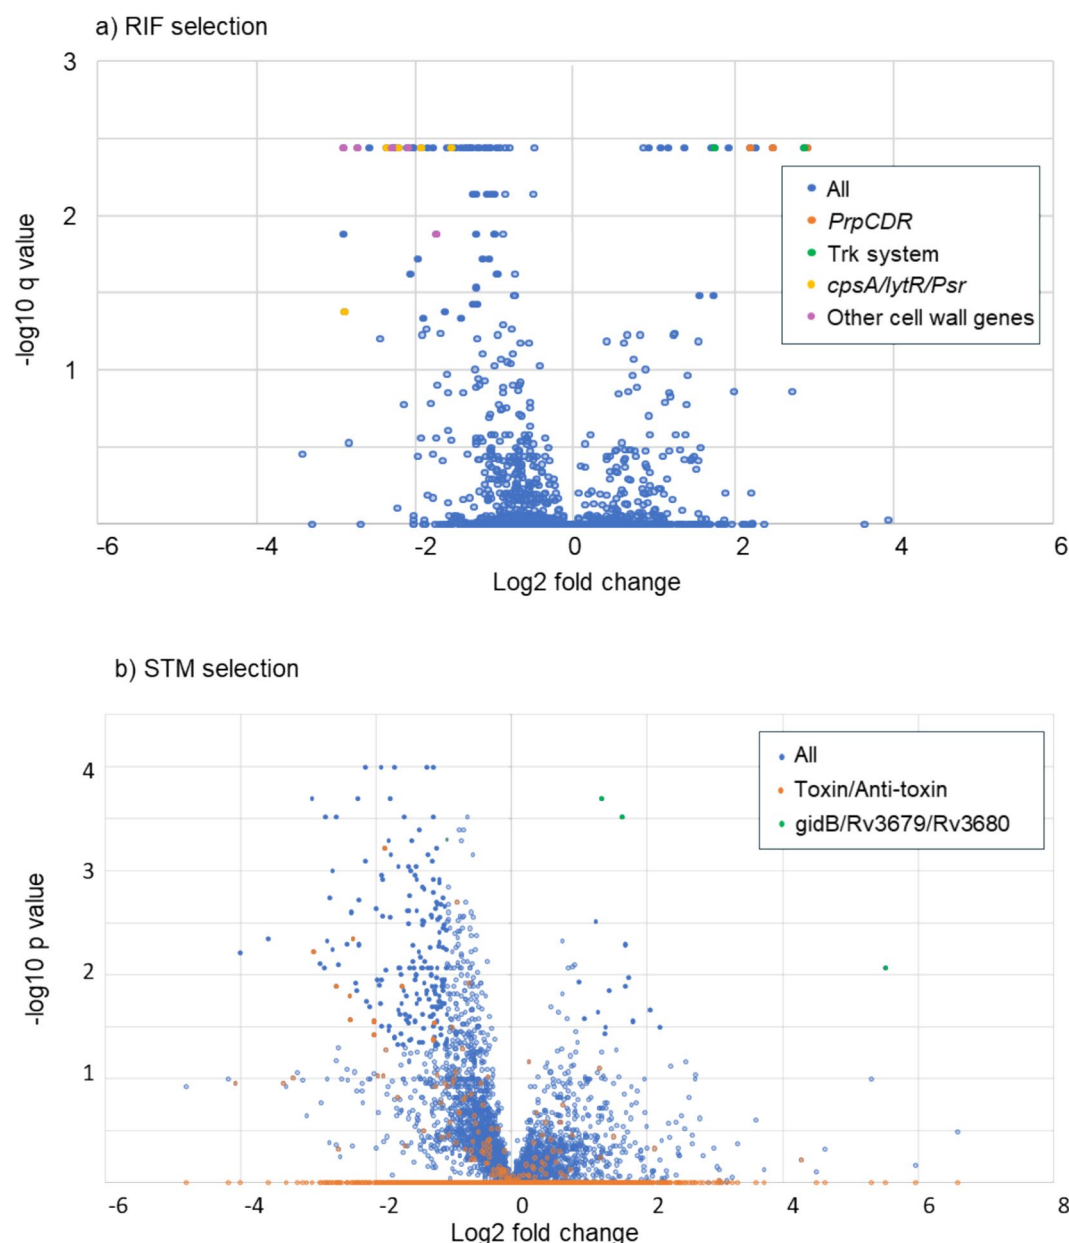 a) RIF selection
3
2
1
-log10 q value
All
PrpCDR
Trk system
cpsA/lytR/Psr
Other cell wall genes
-6 -4 -2 0 2 4 6
Log2 fold change
b) STM selection
4
3
2
1
-log10 p value
All
Toxin/Anti-toxin
gidB/Rv3679/Rv3680
-6 -4 -2 0 2 4 6 8
Log2 fold change